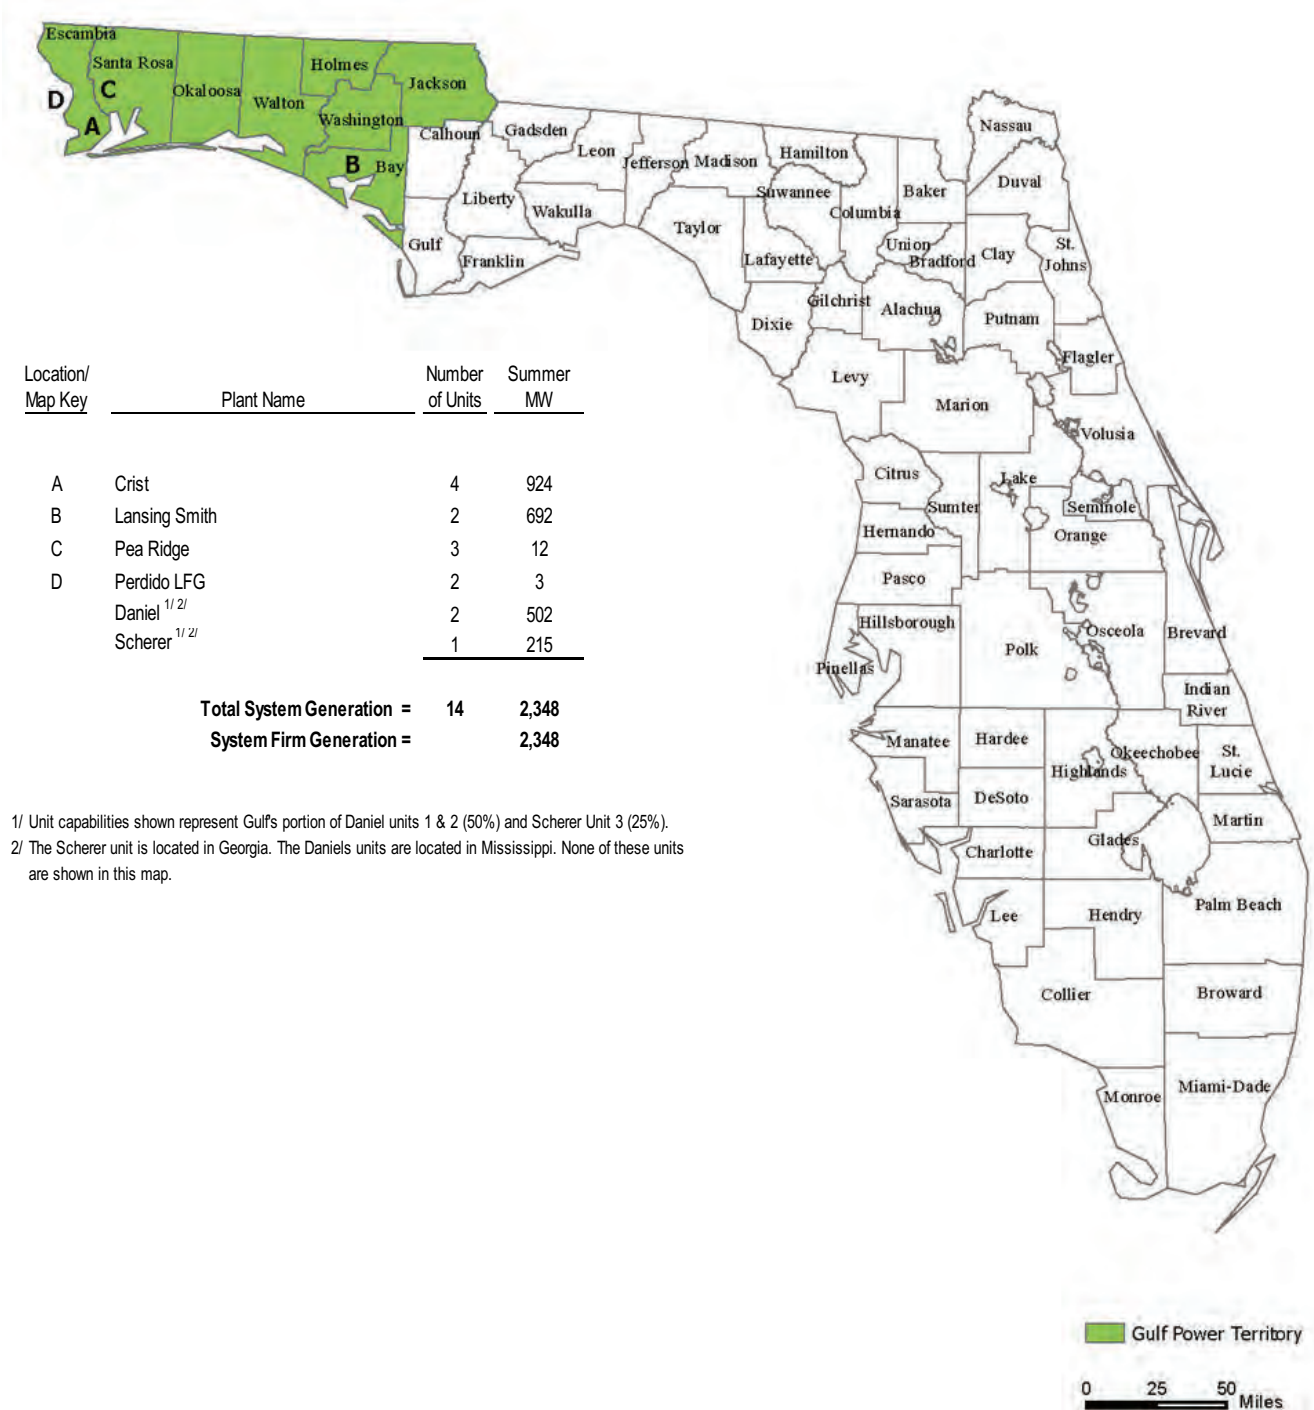 Escambia
Santa Rosa
Holmes
Jackson
Okaloosa
Walton
Washington
D
C
A
B
Bay
Calhoun
Gadsden
Leon
Jefferson
Madison
Hamilton
Nassau
Duval
Baker
Suwannee
Columbia
Liberty
Wakulla
Taylor
Lafayette
Union
Bradford
Clay
St.
Johns
Gulf
Franklin
Gilchrist
Alachua
Putnam
Dixie
Flagler
Levy
Marion
Volusia
Citrus
Lake
Sumter
Seminole
Hernando
Orange
Pasco
Hillsborough
Osceola
Brevard
Polk
Pinellas
Indian
River
Manatee
Hardee
Okeechobee
St.
Lucie
Highlands
Sarasota
DeSoto
Martin
Charlotte
Glades
Lee
Hendry
Palm Beach
Collier
Broward
Monroe
Miami-Dade
Location/ Number Summer
Map Key Plant Name of Units MW
A Crist 4 924
B Lansing Smith 2 692
C Pea Ridge 3 12
D Perdido LFG 2 3
Daniel 1/ 2/ 2 502
Scherer 1/ 2/ 1 215
Total System Generation = 14 2,348
System Firm Generation = 2,348
1/ Unit capabilities shown represent Gulf's portion of Daniel units 1 & 2 (50%) and Scherer Unit 3 (25%).
2/ The Scherer unit is located in Georgia. The Daniels units are located in Mississippi. None of these units
are shown in this map.
Gulf Power Territory
0 25 50 Miles